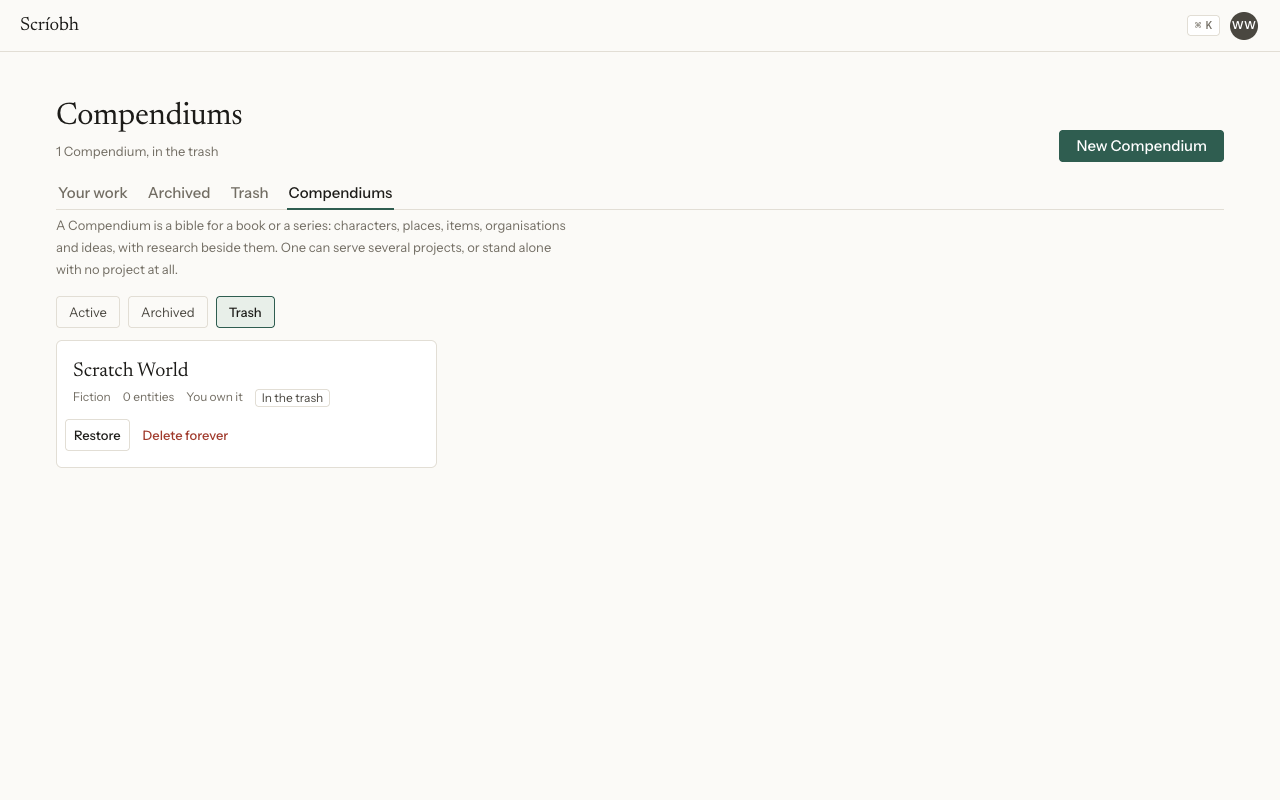 Scríobh
⌘ K
WW
Compendiums
1 Compendium, in the trash
New Compendium
Your work
Archived
Trash
Compendiums
A Compendium is a bible for a book or a series: characters, places, items, organisations
and ideas, with research beside them. One can serve several projects, or stand alone
with no project at all.
Active
Archived
Trash
Scratch World
Fiction
0 entities
You own it
In the trash
Restore
Delete forever